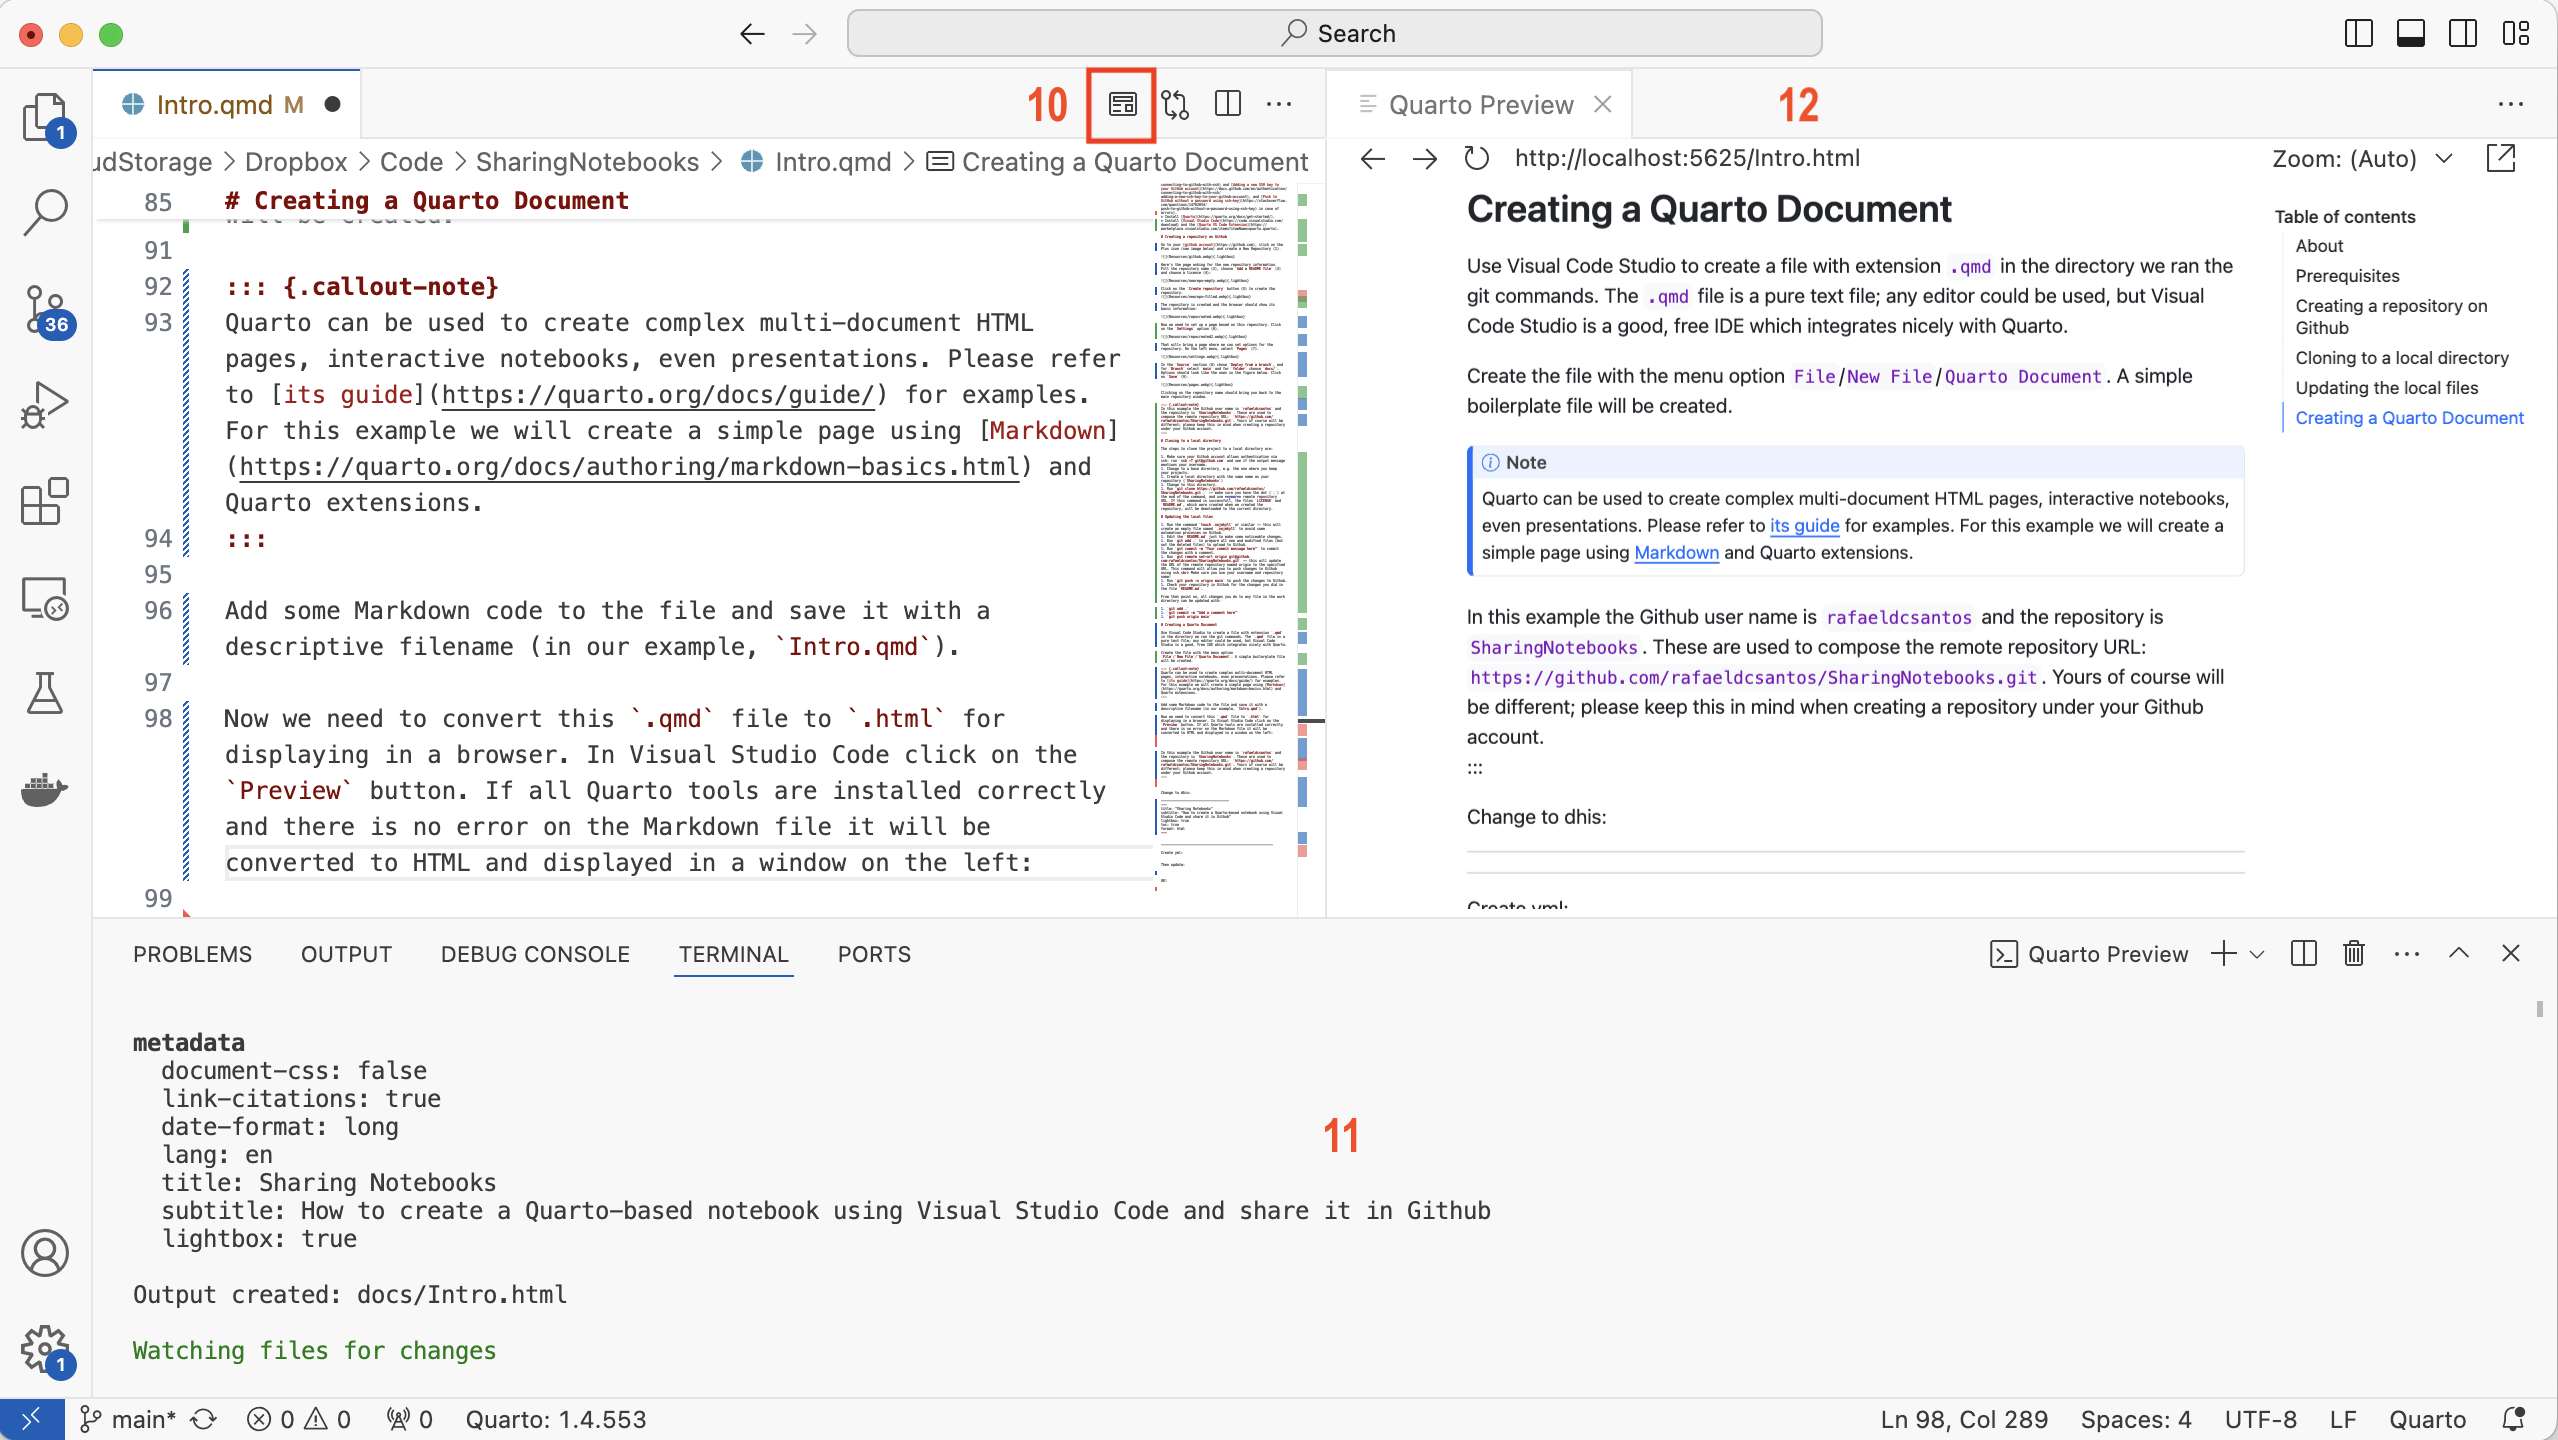 Search
1
36
1
Intro.qmd M
10
udStorage > Dropbox > Code > SharingNotebooks > Intro.qmd > Creating a Quarto Document
85 # Creating a Quarto Document
will be created.
91
92 ::: {.callout-note}
93 Quarto can be used to create complex multi-document HTML
pages, interactive notebooks, even presentations. Please refer
to [its guide](https://quarto.org/docs/guide/) for examples.
For this example we will create a simple page using [Markdown]
(https://quarto.org/docs/authoring/markdown-basics.html) and
Quarto extensions.
94 :::
95
96 Add some Markdown code to the file and save it with a
descriptive filename (in our example, `Intro.qmd`).
97
98 Now we need to convert this `.qmd` file to `.html` for
displaying in a browser. In Visual Studio Code click on the
`Preview` button. If all Quarto tools are installed correctly
and there is no error on the Markdown file it will be
converted to HTML and displayed in a window on the left:
99
Quarto Preview
12
http://localhost:5625/Intro.html
Zoom: (Auto)
Creating a Quarto Document
Use Visual Code Studio to create a file with extension .qmd in the directory we ran the
git commands. The .qmd file is a pure text file; any editor could be used, but Visual
Code Studio is a good, free IDE which integrates nicely with Quarto.
Create the file with the menu option File/New File/Quarto Document. A simple
boilerplate file will be created.
Note
Quarto can be used to create complex multi-document HTML pages, interactive notebooks,
even presentations. Please refer to its guide for examples. For this example we will create a
simple page using Markdown and Quarto extensions.
In this example the Github user name is rafaeldcsantos and the repository is
SharingNotebooks. These are used to compose the remote repository URL:
https://github.com/rafaeldcsantos/SharingNotebooks.git. Yours of course will
be different; please keep this in mind when creating a repository under your Github
account.
:::
Change to dhis:
Create yml:
Table of contents
About
Prerequisites
Creating a repository on
Github
Cloning to a local directory
Updating the local files
Creating a Quarto Document
PROBLEMS OUTPUT DEBUG CONSOLE TERMINAL PORTS
Quarto Preview
metadata
document-css: false
link-citations: true
date-format: long
lang: en
title: Sharing Notebooks
subtitle: How to create a Quarto-based notebook using Visual Studio Code and share it in Github
lightbox: true
11
Output created: docs/Intro.html
Watching files for changes
main* 0 0 0 Quarto: 1.4.553
Ln 98, Col 289 Spaces: 4 UTF-8 LF Quarto